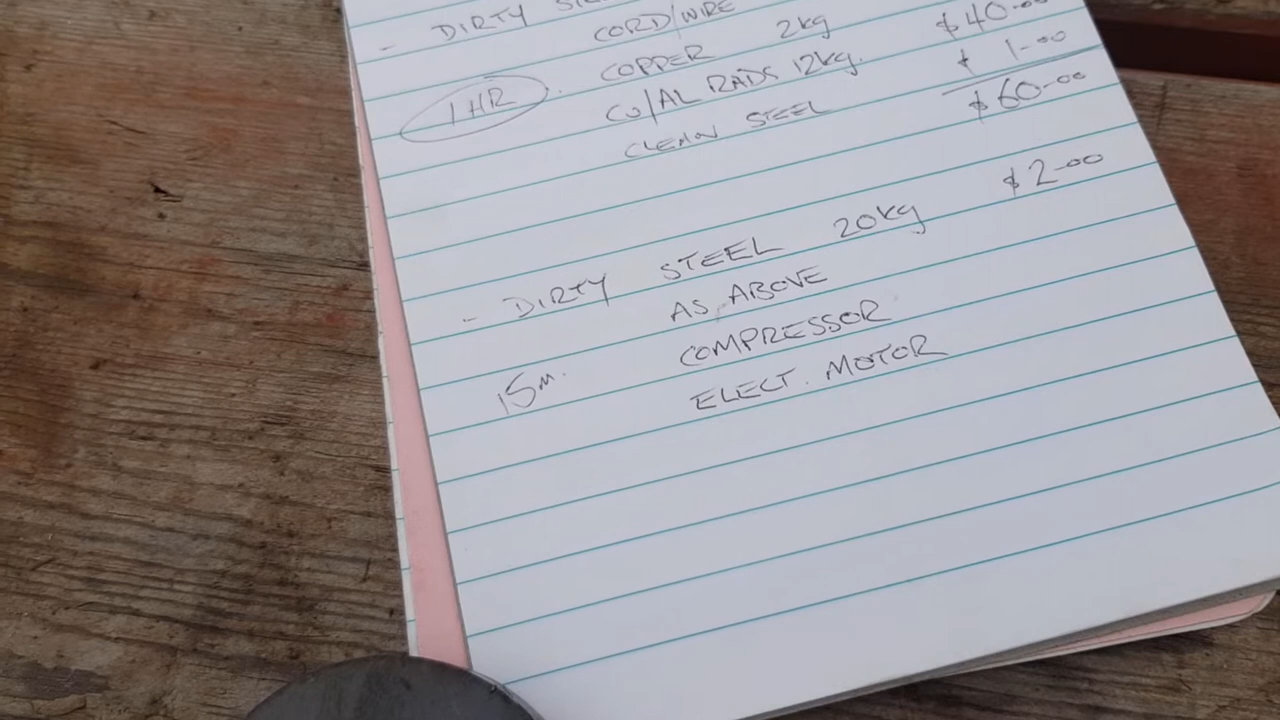 - DIRTY
CORD/WIRE
COPPER 2kg $40-00
1HR CU/AL RADS 12kg. + 1-00
CLEAN STEEL $60-00
- DIRTY STEEL 20kg $2-00
AS ABOVE
COMPRESSOR
15M. ELECT. MOTOR